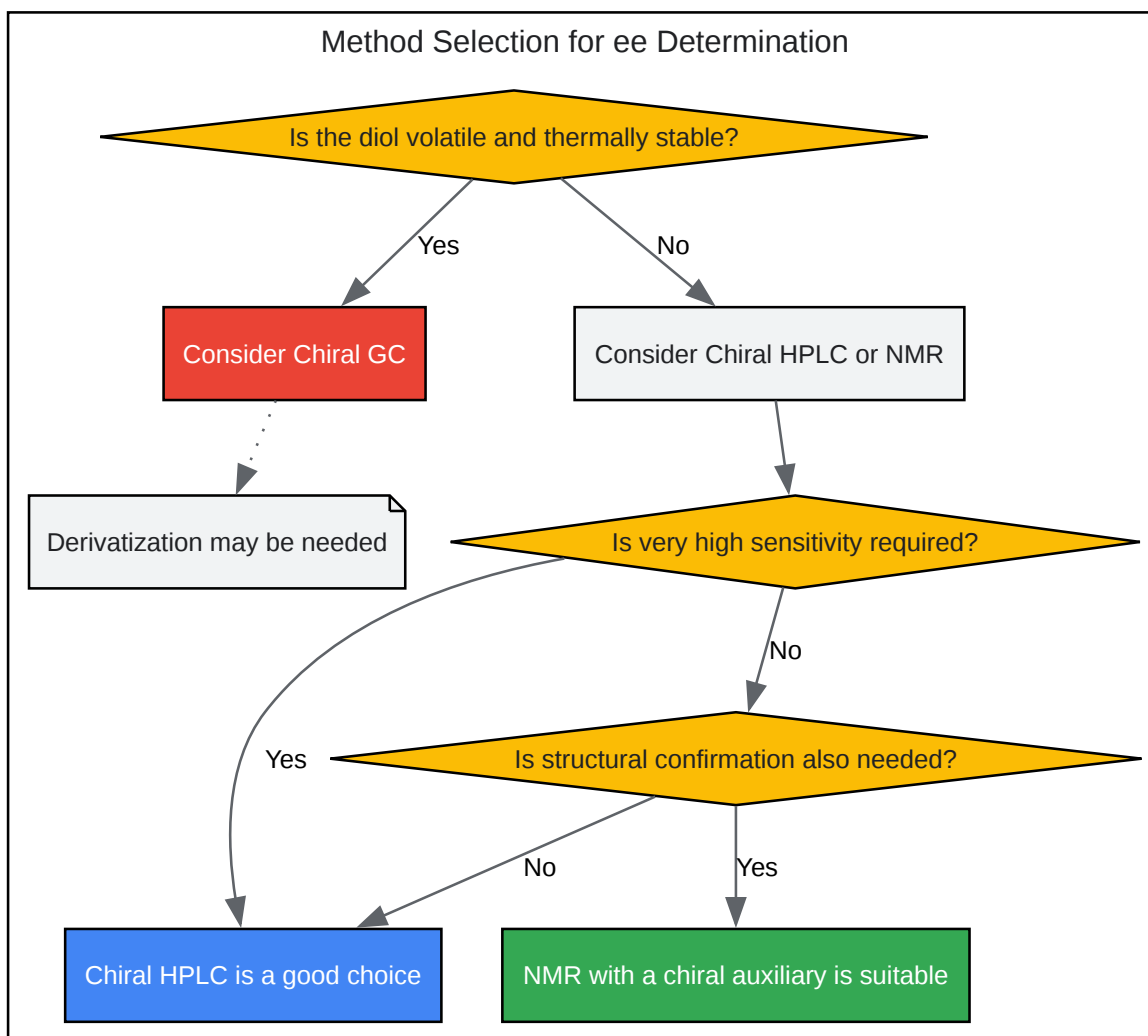 Method Selection for ee Determination
Is the diol volatile and thermally stable?
Yes
No
Consider Chiral GC
Consider Chiral HPLC or NMR
Derivatization may be needed
Is very high sensitivity required?
No
Yes
Is structural confirmation also needed?
No
Yes
Chiral HPLC is a good choice
NMR with a chiral auxiliary is suitable